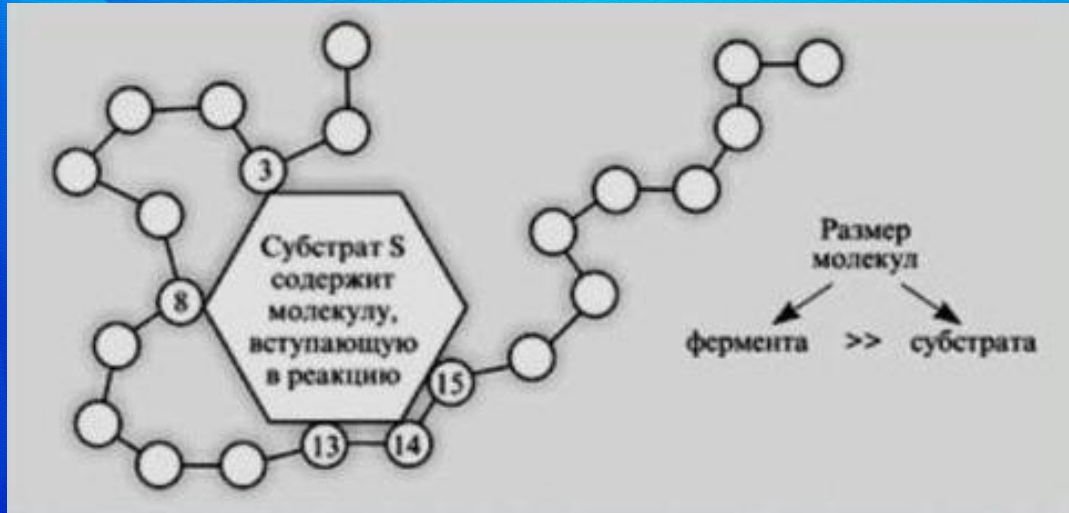 3
Субстрат S
содержит
молекулу,
вступающую
в реакцию
8
15
13
14
Размер
молекул
фермента >> субстрата